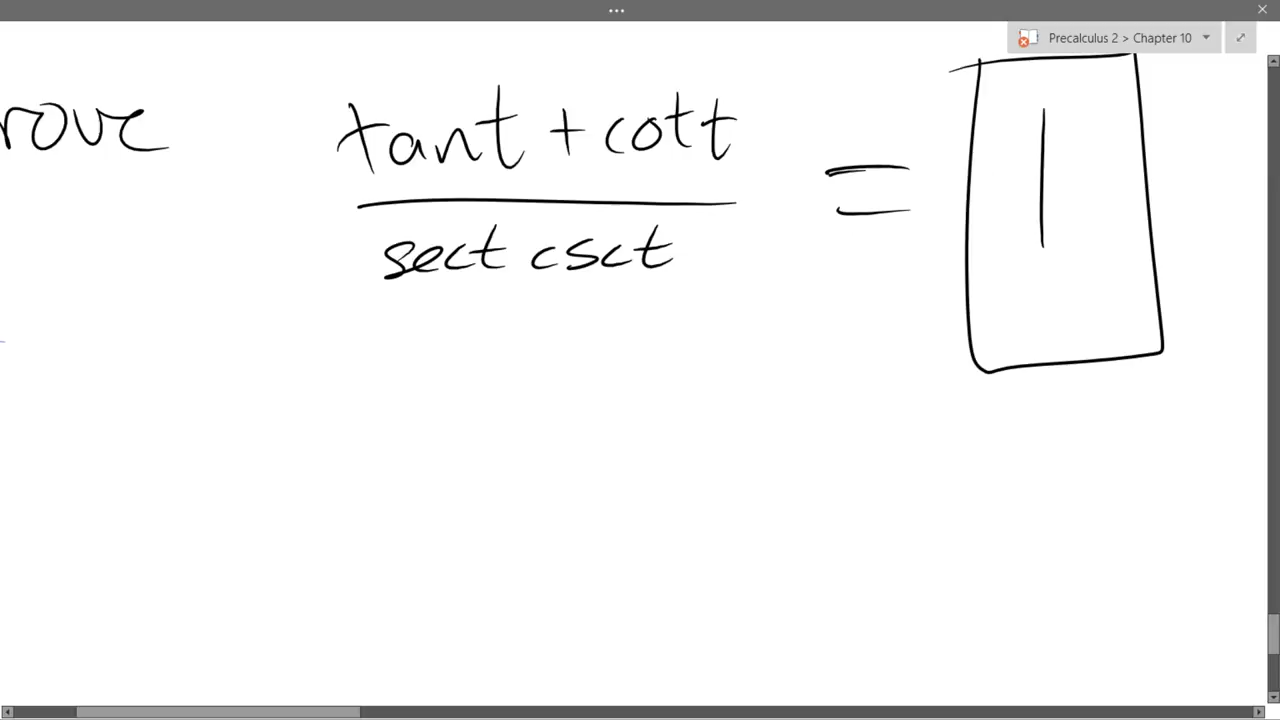 ...
Precalculus 2 > Chapter 10
rove
tant + cott
sect csct
= 1